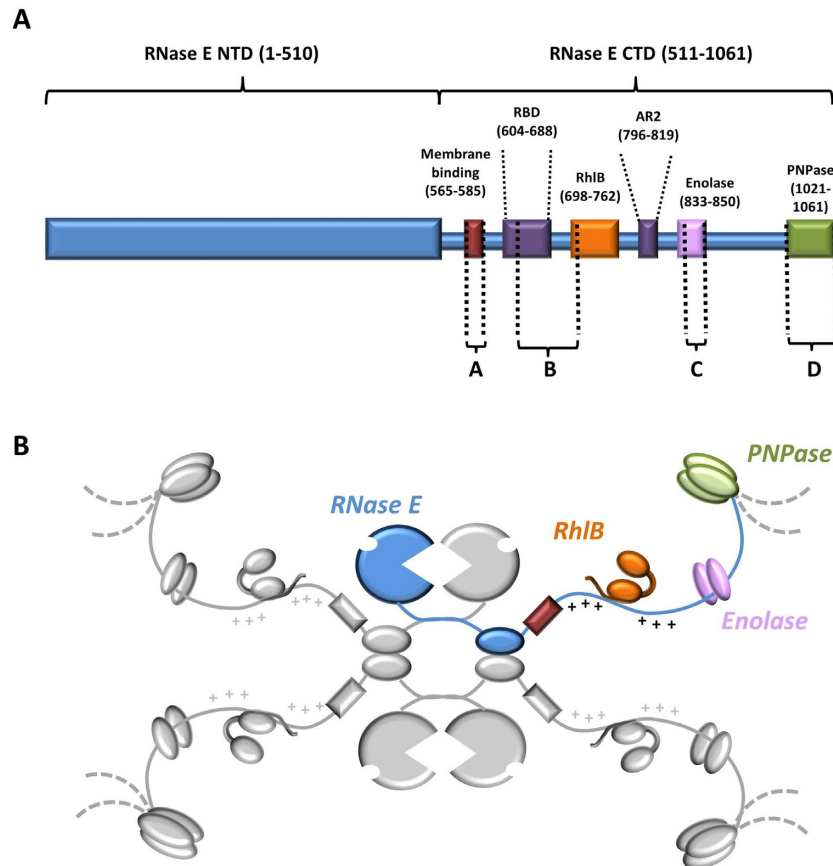 A
RNase E NTD (1-510)
RNase E CTD (511-1061)
RBD
(604-688)
AR2
(796-819)
Membrane
binding
(565-585)
RhlB
(698-762)
Enolase
(833-850)
PNPase
(1021-
1061)
A
B
C
D
B
PNPase
RNase E
RhlB
Enolase
+++
+++
+++
+++
+++
+++
+++
+++